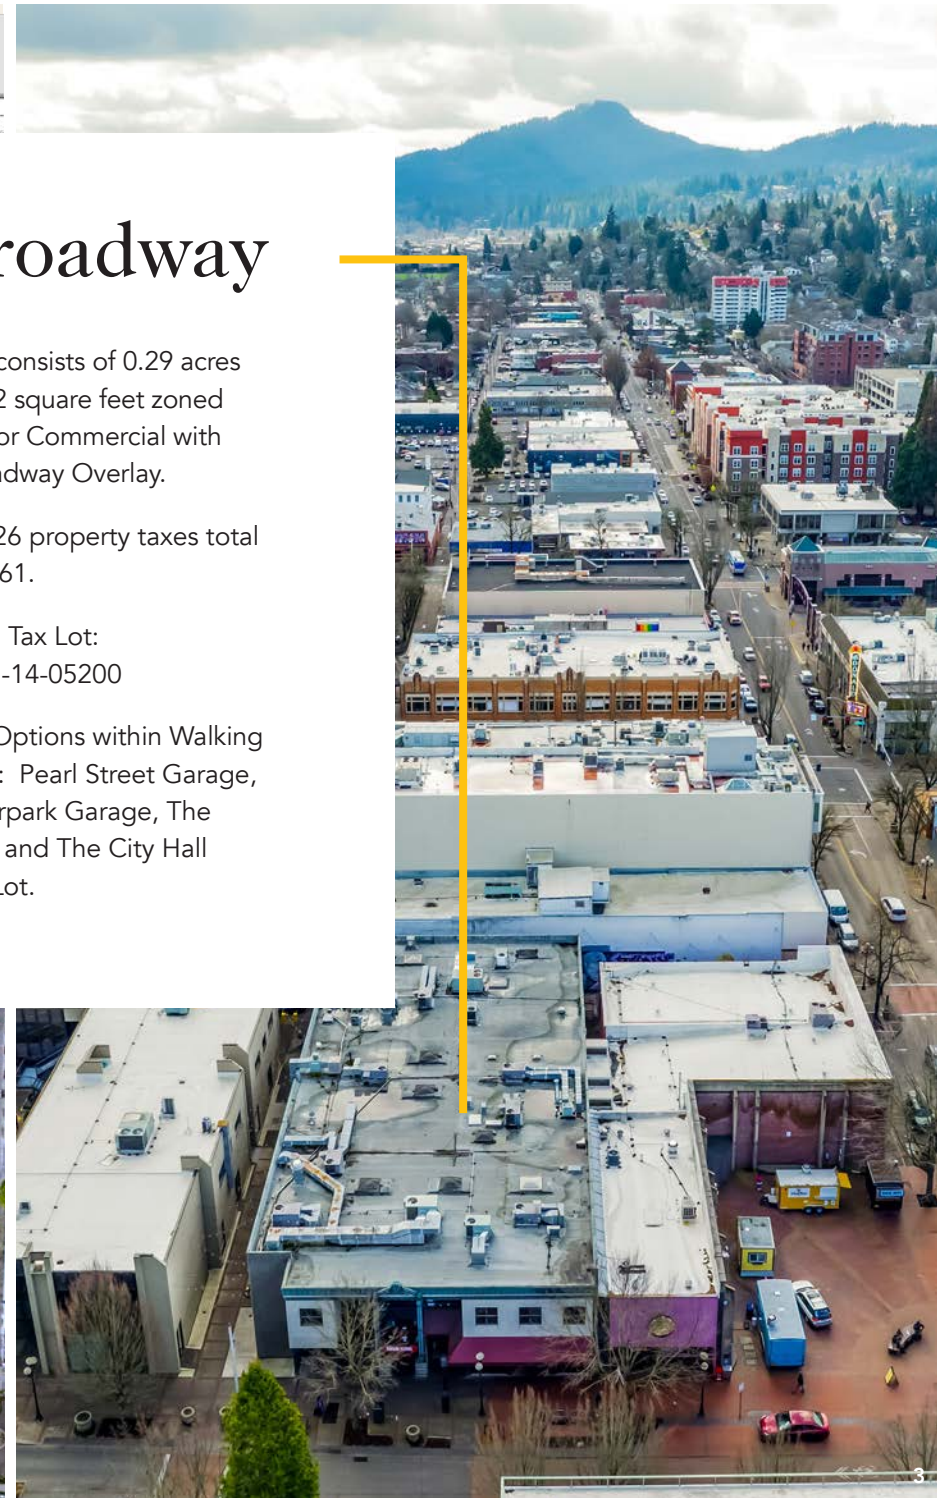 roadway
consists of 0.29 acres
2 square feet zoned
or Commercial with
adway Overlay.
26 property taxes total
61.
Tax Lot:
-14-05200
Options within Walking
: Pearl Street Garage,
rpark Garage, The
and The City Hall
Lot.
3